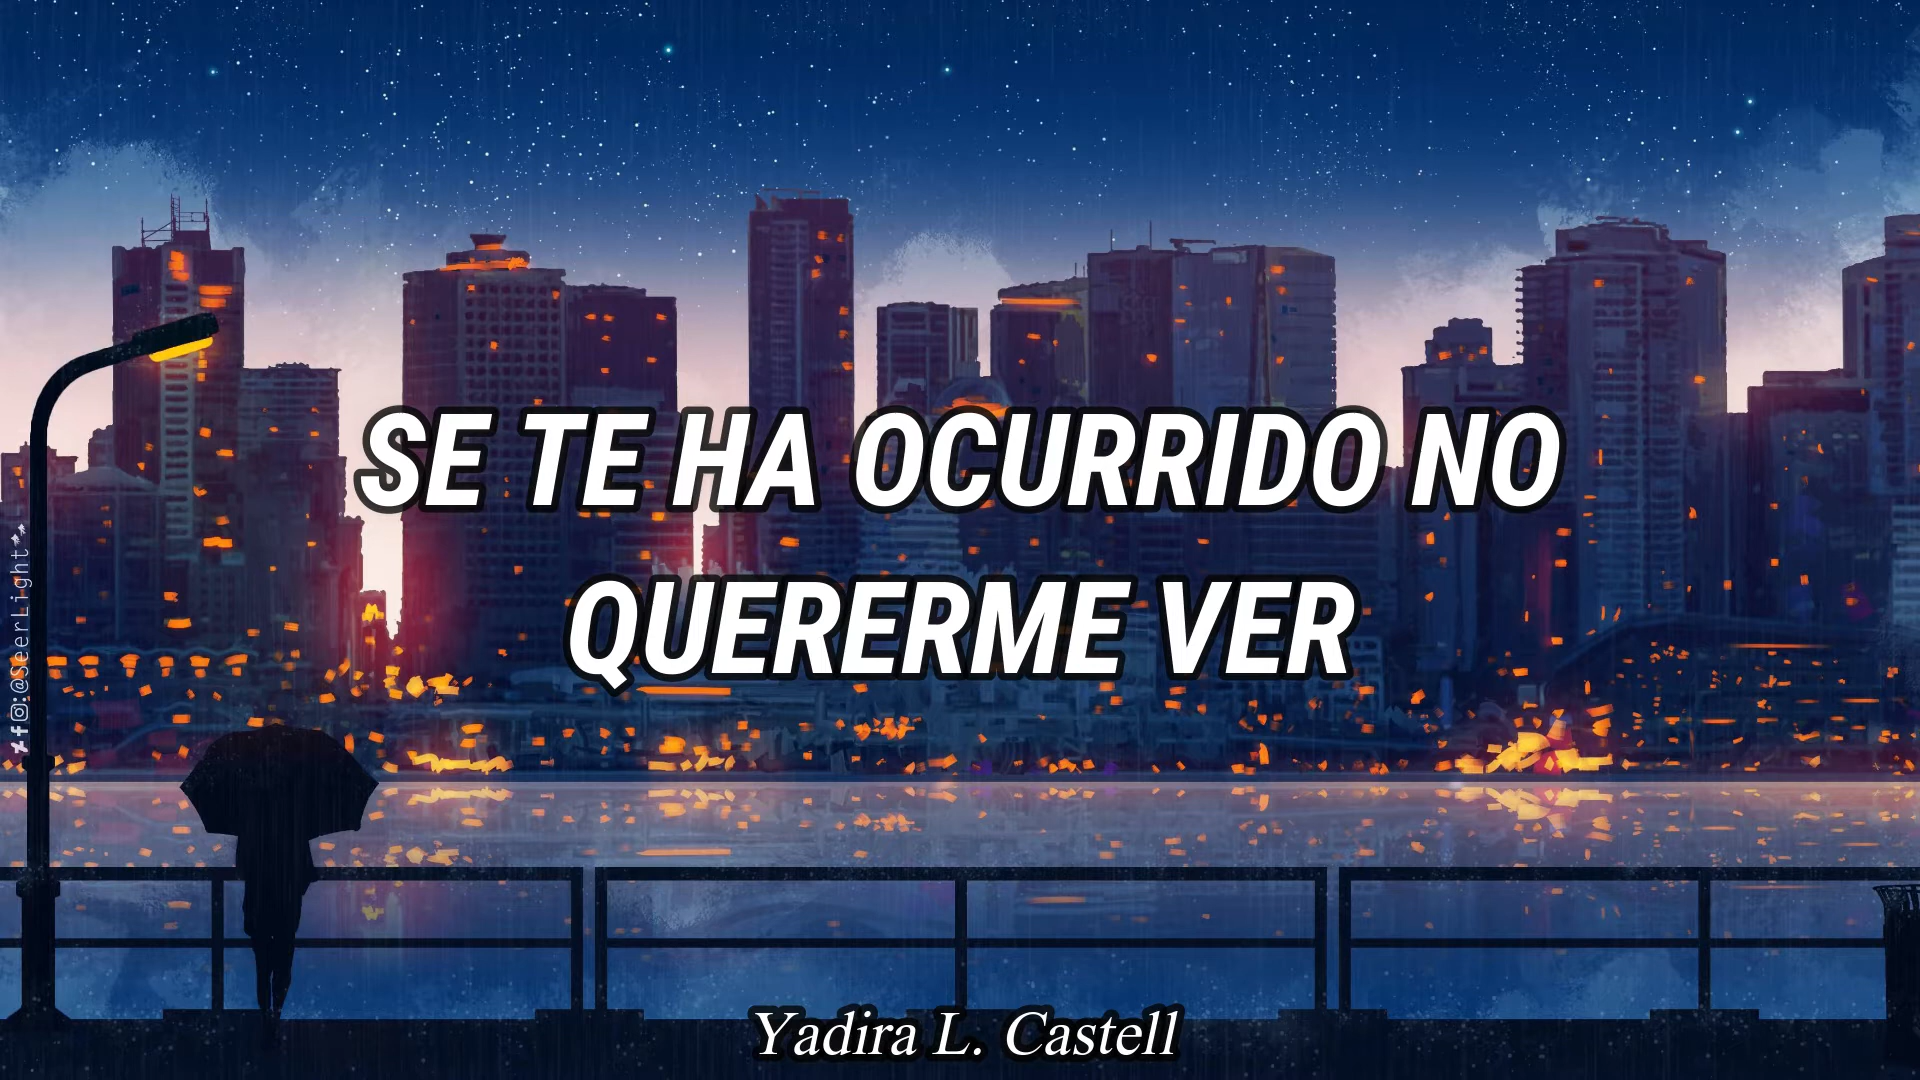 SE TE HA OCURRIDO NO
QUERERME VER
@SeerLight
Yadira L. Castell